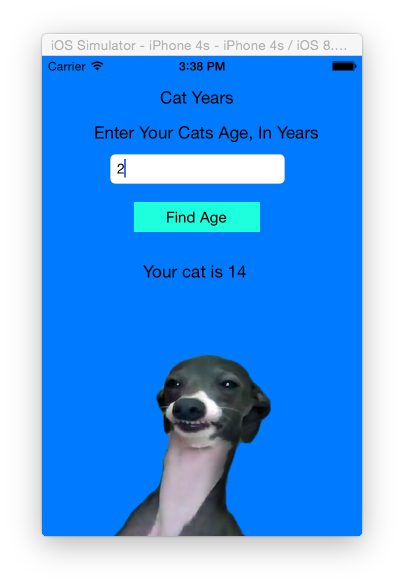 iOS Simulator - iPhone 4s - iPhone 4s / iOS 8....
Carrier 3:38 PM
Cat Years
Enter Your Cats Age, In Years
2
Find Age
Your cat is 14